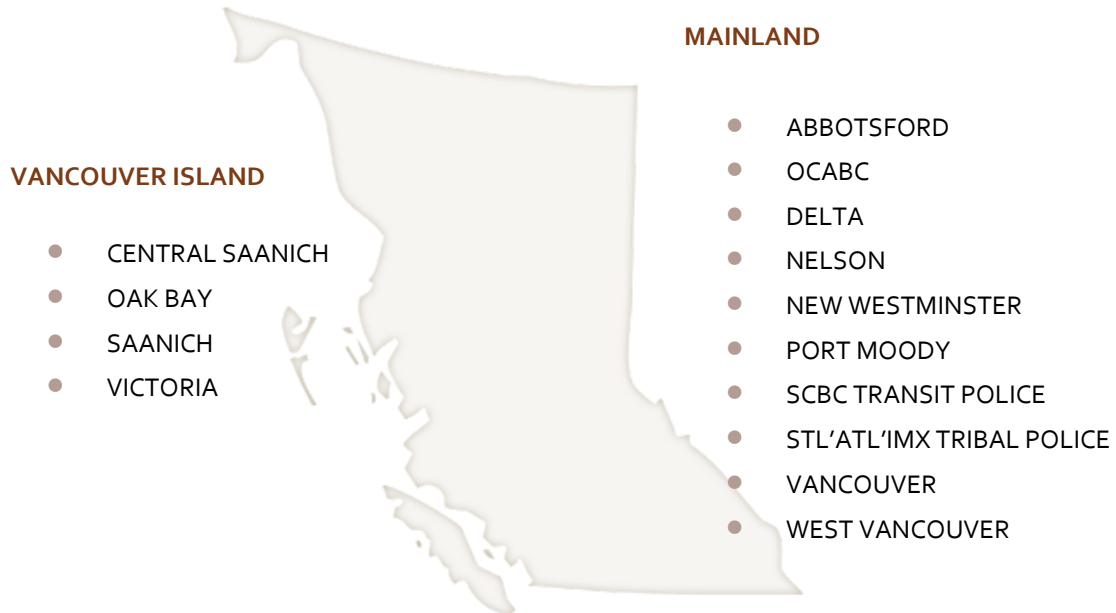 MAINLAND
ABBOTSFORD
OCABC
DELTA
NELSON
NEW WESTMINSTER
PORT MOODY
SCBC TRANSIT POLICE
STL’ATL’IMX TRIBAL POLICE
VANCOUVER
WEST VANCOUVER
VANCOUVER ISLAND
CENTRAL SAANICH
OAK BAY
SAANICH
VICTORIA